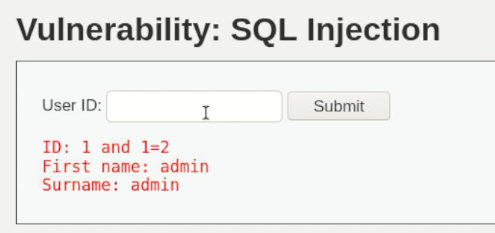 Vulnerability: SQL Injection
User ID: Submit
ID: 1 and 1=2
First name: admin
Surname: admin